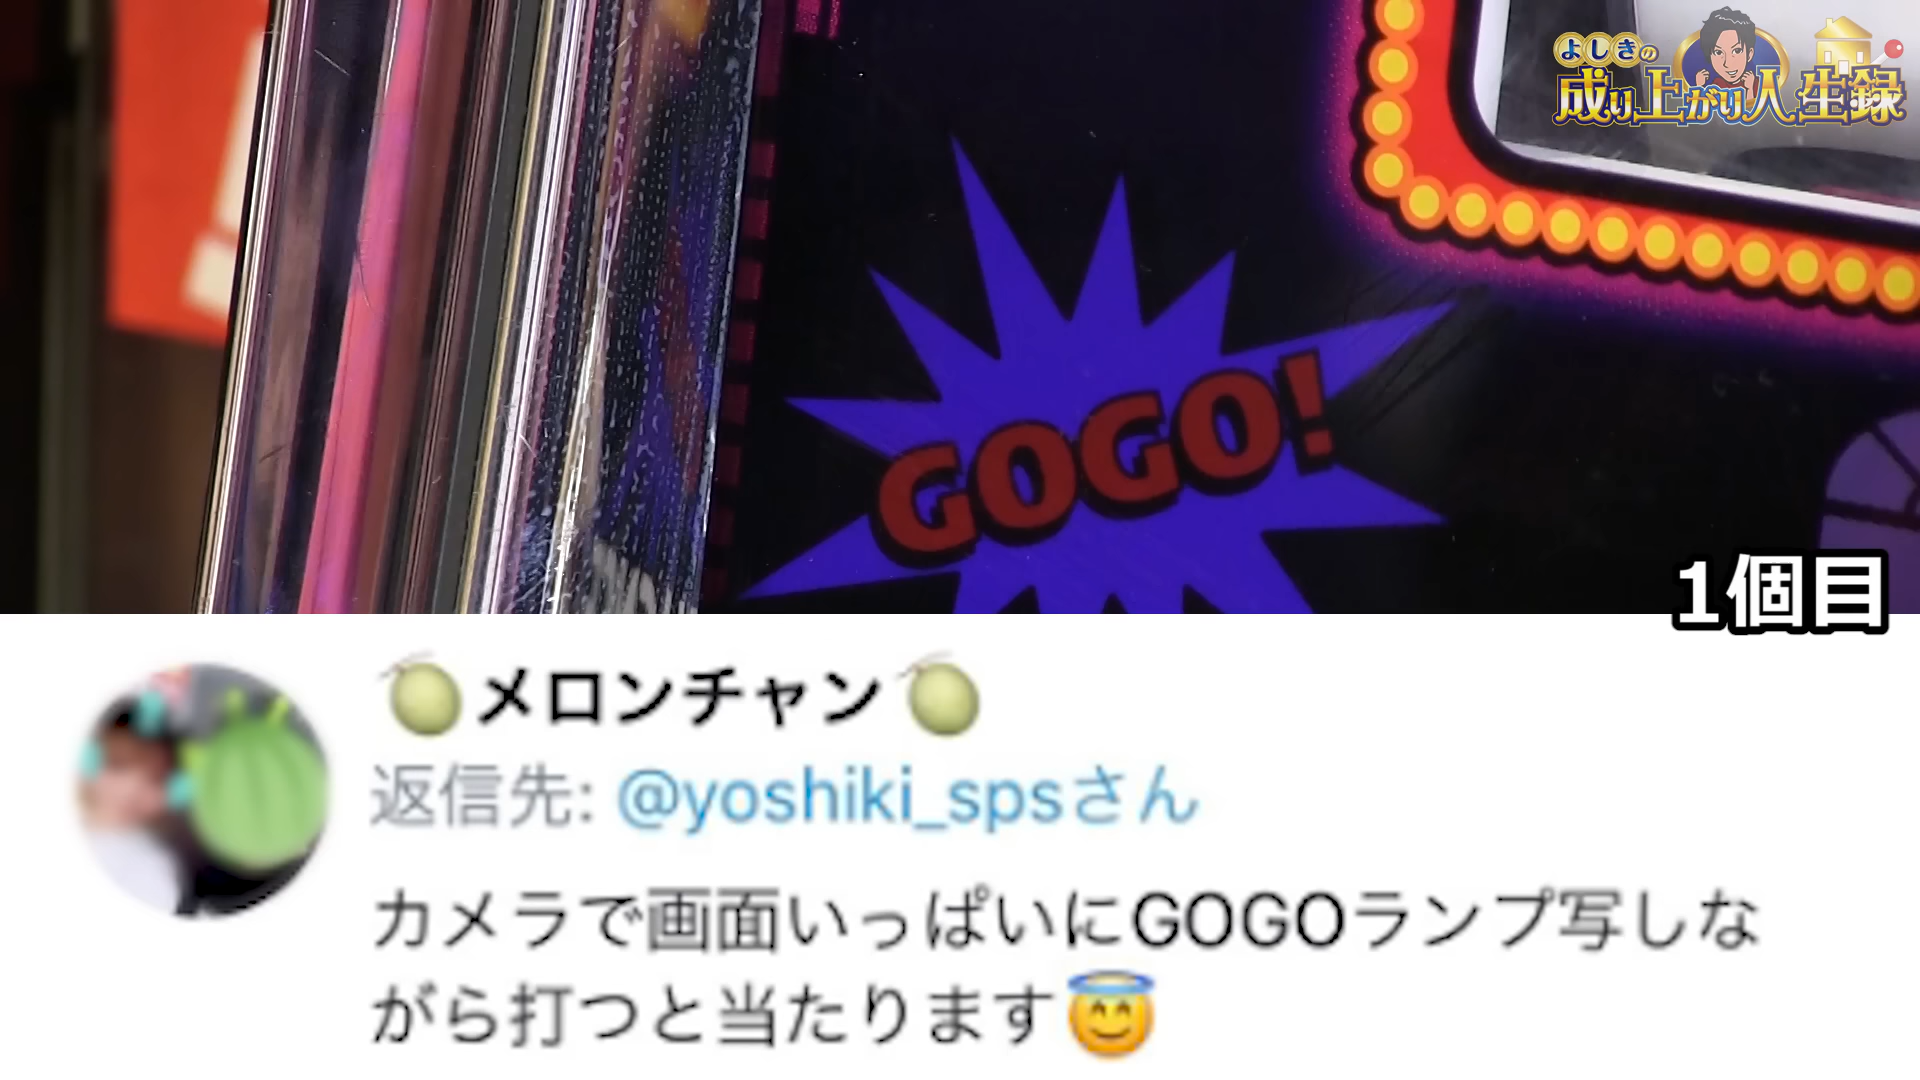 よしきの
成り上がり人生録
GOGO!
1個目
メロンチャン
返信先: @yoshiki_spsさん
カメラで画面いっぱいにGOGOランプ写しな
がら打つと当たります😇